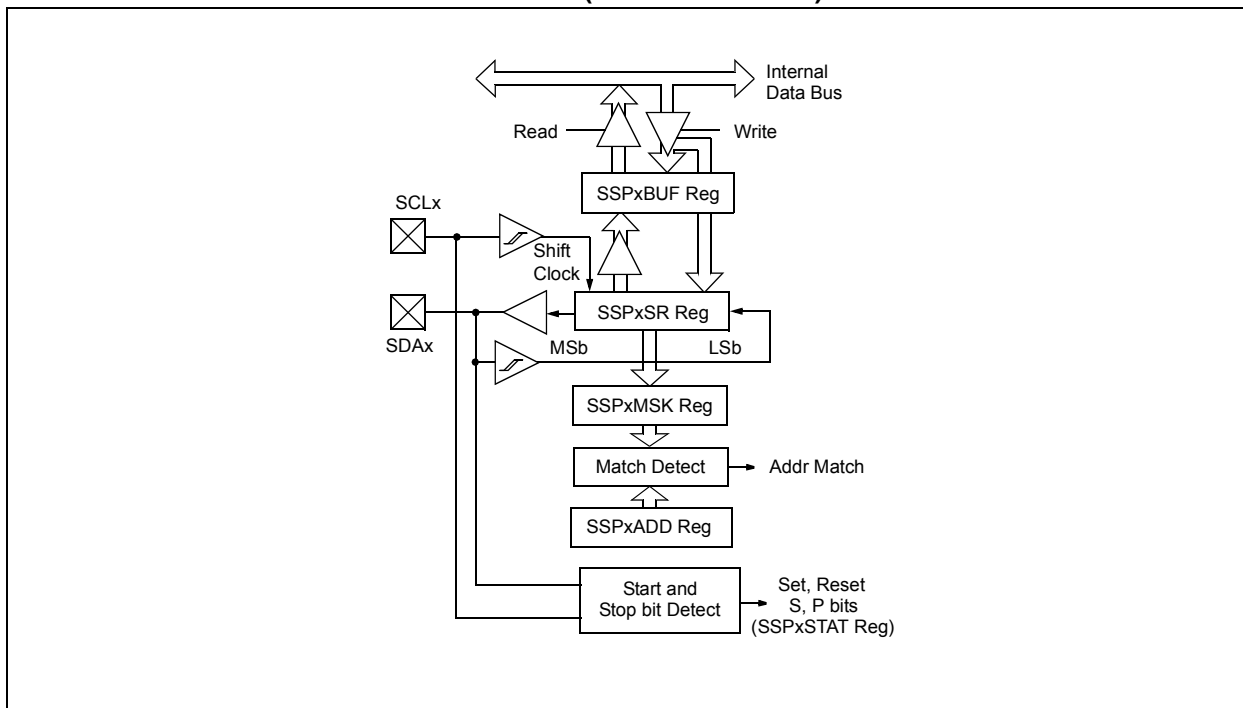 Internal
Data Bus
Read
Write
SSPxBUF Reg
SCLx
Shift
Clock
SSPxSR Reg
SDAx
MSb
LSb
SSPxMSK Reg
Match Detect
Addr Match
SSPxADD Reg
Start and
Stop bit Detect
Set, Reset
S, P bits
(SSPxSTAT Reg)